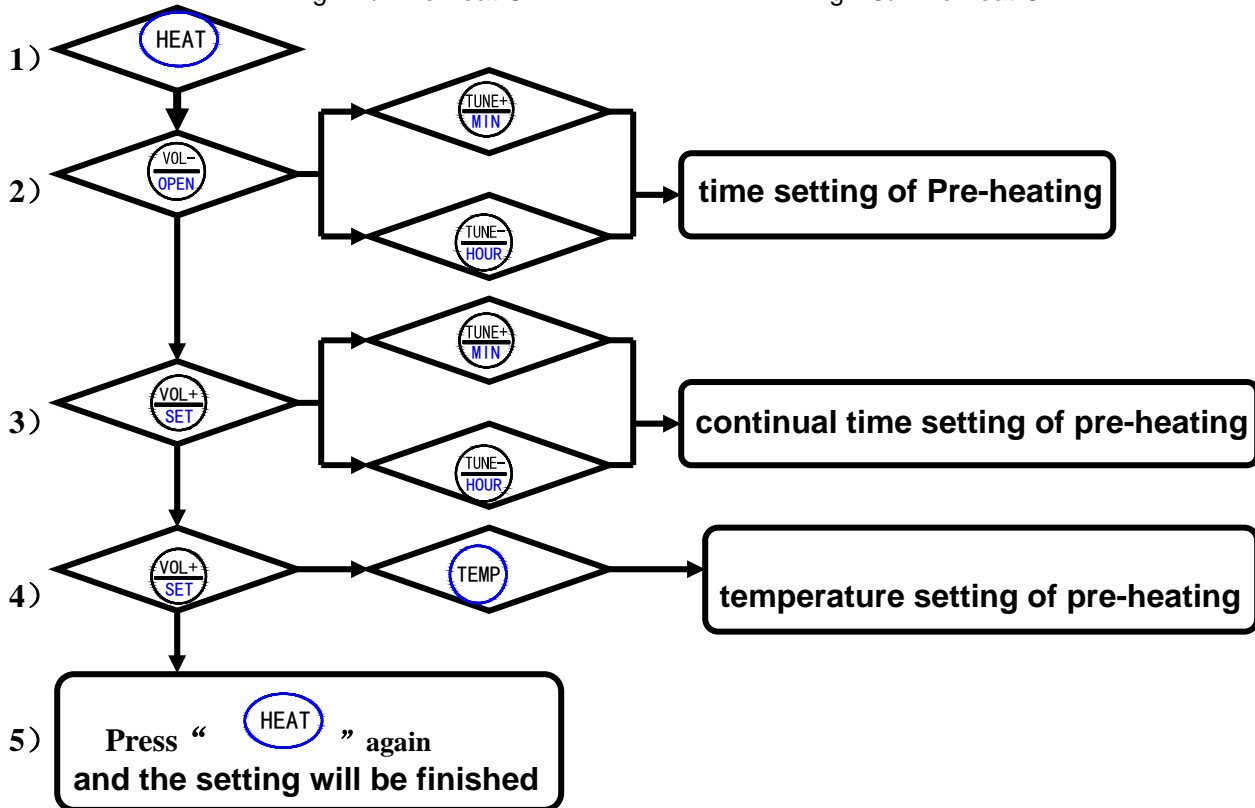 1) HEAT
2) VOL-
OPEN
TUNE+
MIN
TUNE-
HOUR
time setting of Pre-heating
3) VOL+
SET
TUNE+
MIN
TUNE-
HOUR
continual time setting of pre-heating
4) VOL+
SET
TEMP
temperature setting of pre-heating
5) Press “ HEAT ” again
and the setting will be finished